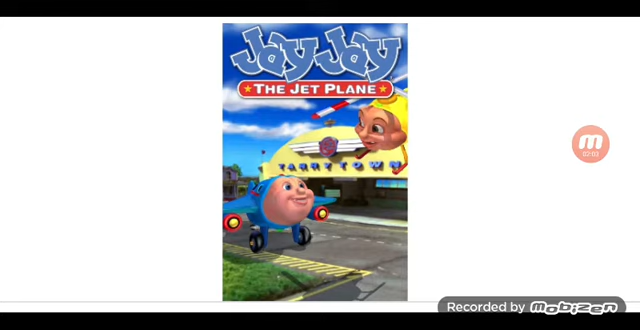 Jay Jay
THE JET PLANE
TARRYTOWN
Recorded by
mobizen